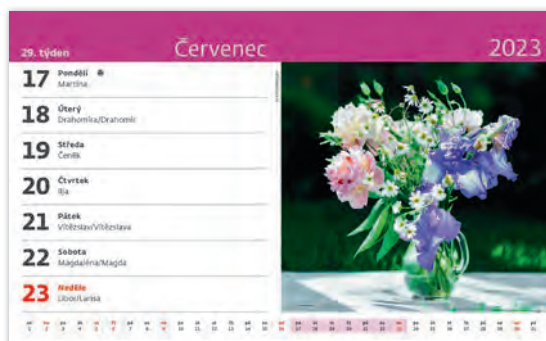 29. týden Červenec 2023
17 Pondělí
Martina
18 Úterý
Drahomíra/Drahomír
19 Středa
Čeněk
20 Čtvrtek
Ilja
21 Pátek
Vítězslav/Vítězslava
22 Sobota
Magdaléna/Magda
23 Neděle
Libor/Larisa